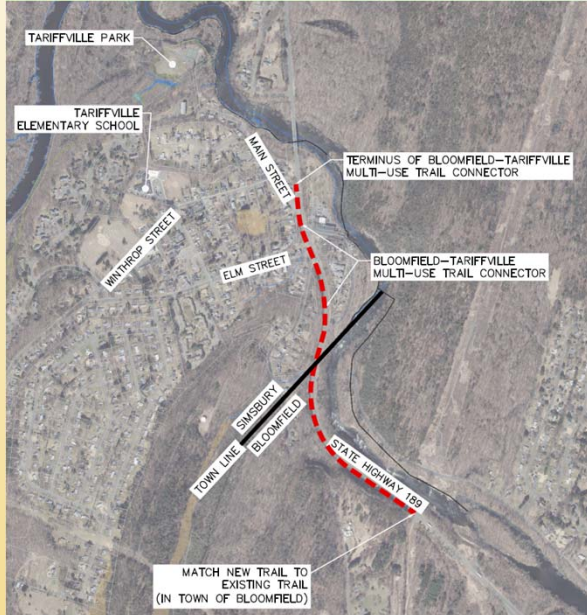 TARIFFVILLE PARK
TARIFFVILLE
ELEMENTARY SCHOOL
MAIN STREET
TERMINUS OF BLOOMFIELD-TARIFFVILLE
MULTI-USE TRAIL CONNECTOR
WINTHROP STREET
ELM STREET
BLOOMFIELD-TARIFFVILLE
MULTI-USE TRAIL CONNECTOR
TOWN LINE
SIMSBURY
BLOOMFIELD
STATE HIGHWAY 189
MATCH NEW TRAIL TO
EXISTING TRAIL
(IN TOWN OF BLOOMFIELD)